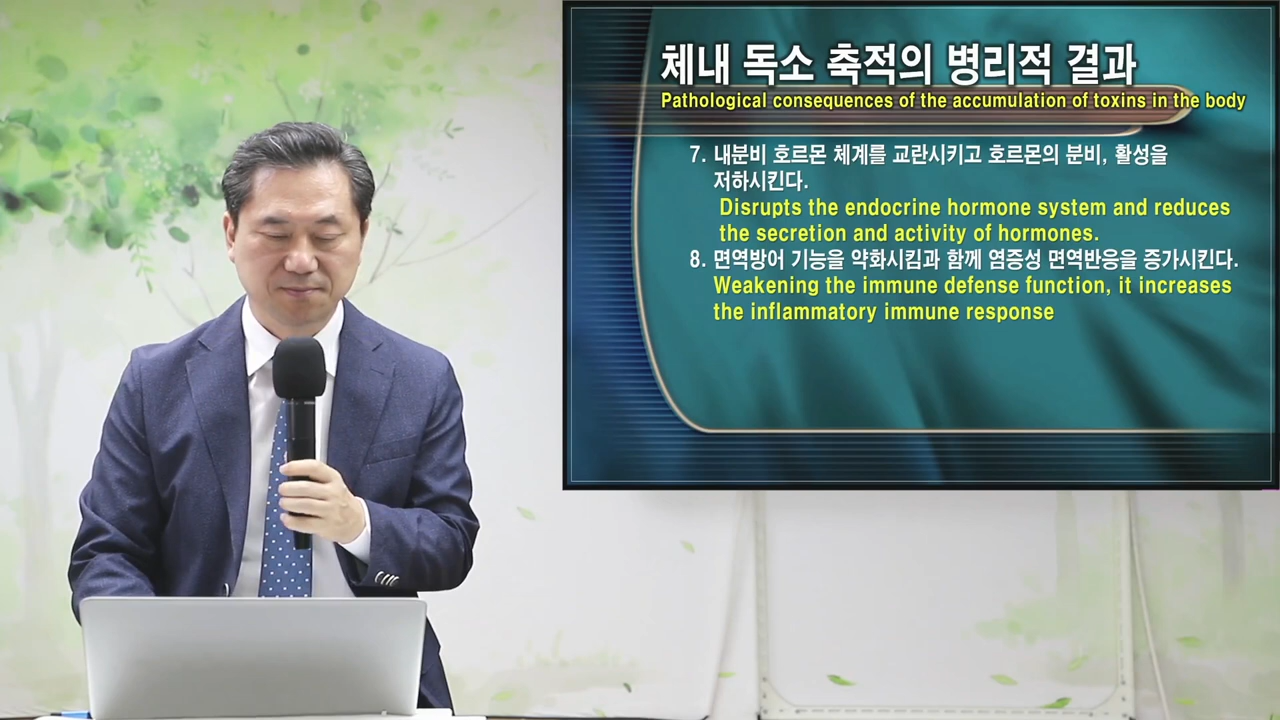 체내 독소 축적의 병리적 결과
Pathological consequences of the accumulation of toxins in the body
7. 내분비 호르몬 체계를 교란시키고 호르몬의 분비, 활성을
저하시킨다.
Disrupts the endocrine hormone system and reduces
the secretion and activity of hormones.
8. 면역방어 기능을 약화시킴과 함께 염증성 면역반응을 증가시킨다.
Weakening the immune defense function, it increases
the inflammatory immune response